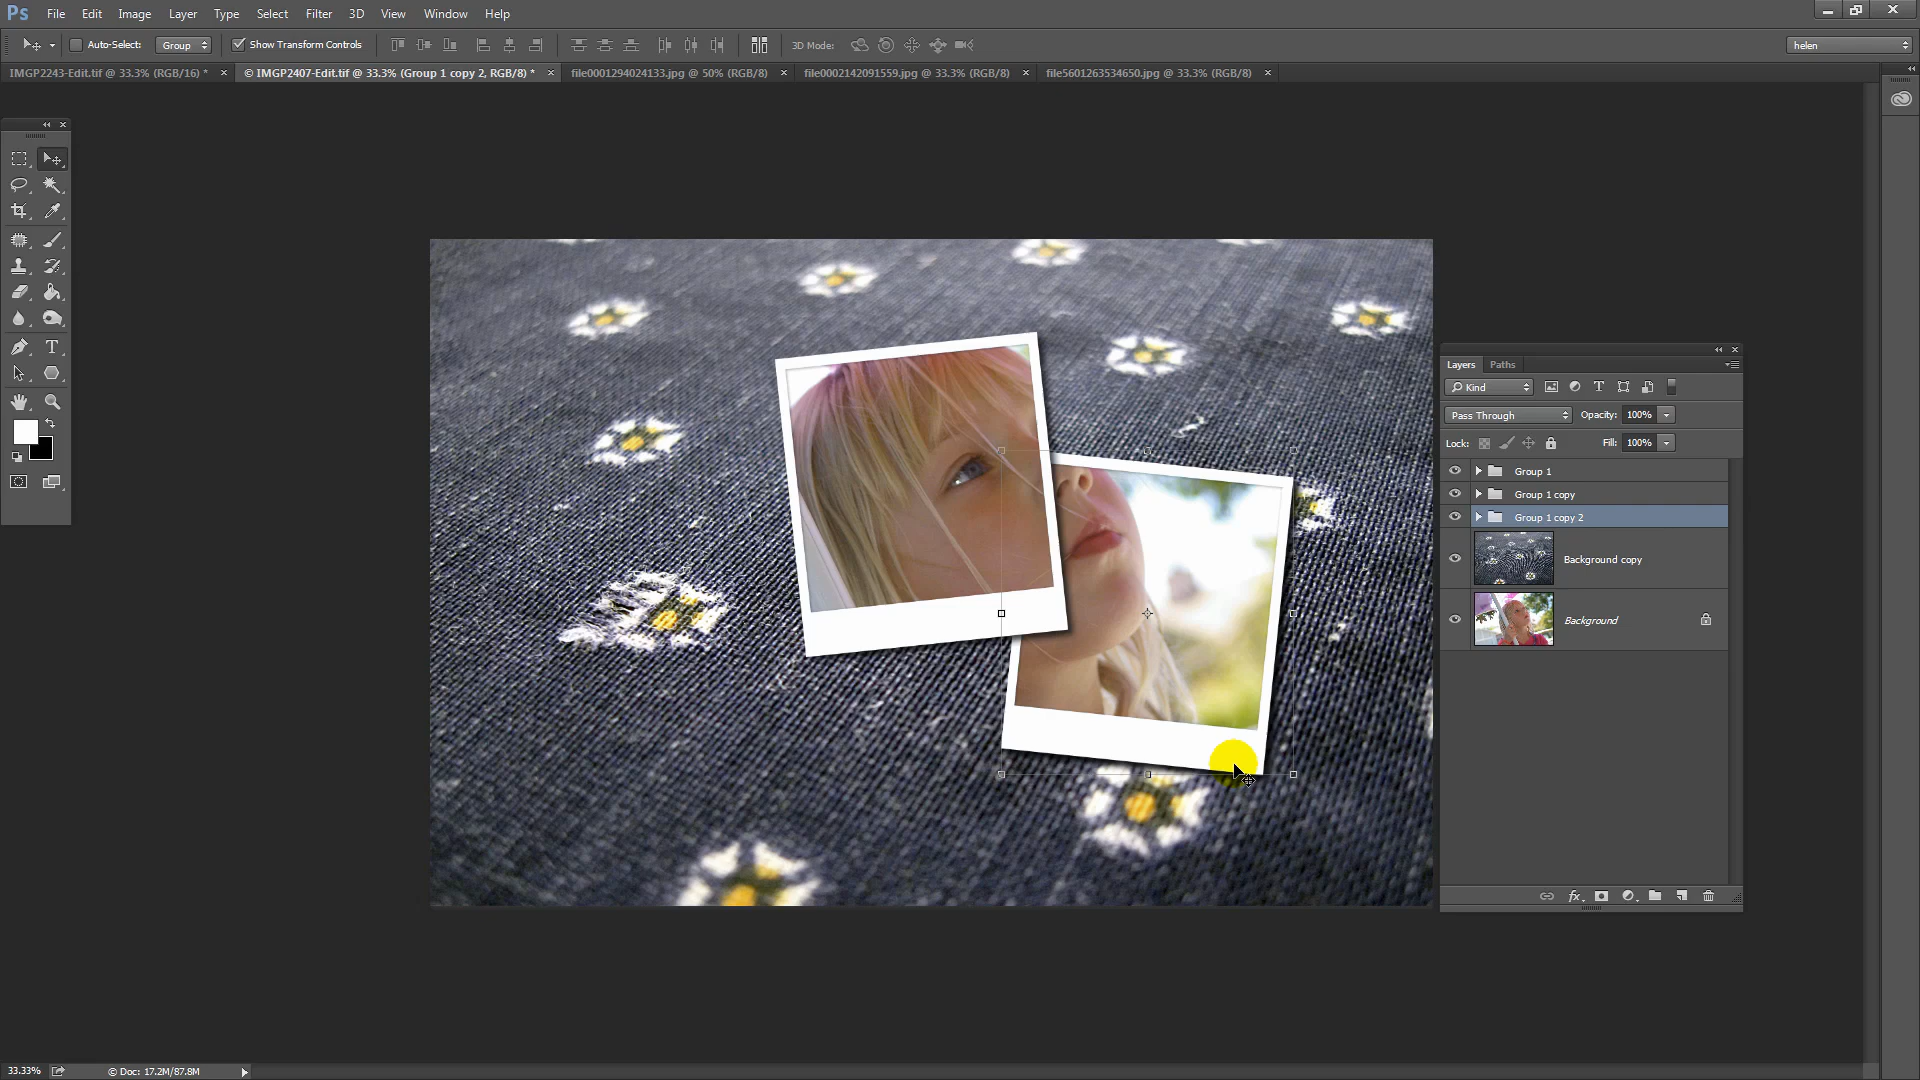 Ps File Edit Image Layer Type Select Filter 3D View Window Help
Auto-Select: Group Show Transform Controls 3D Mode: helen
IMGP2243-Edit.tif @ 33.3% (RGB/16) * × © IMGP2407-Edit.tif @ 33.3% (Group 1 copy 2, RGB/8) * × file0001294024133.jpg @ 50% (RGB/8) × file0002142091559.jpg @ 33.3% (RGB/8) × file5601263534650.jpg @ 33.3% (RGB/8) ×
Layers Paths
Kind
Pass Through Opacity: 100%
Lock: Fill: 100%
Group 1
Group 1 copy
Group 1 copy 2
Background copy
Background
33.33% © Doc: 17.2M/87.8M